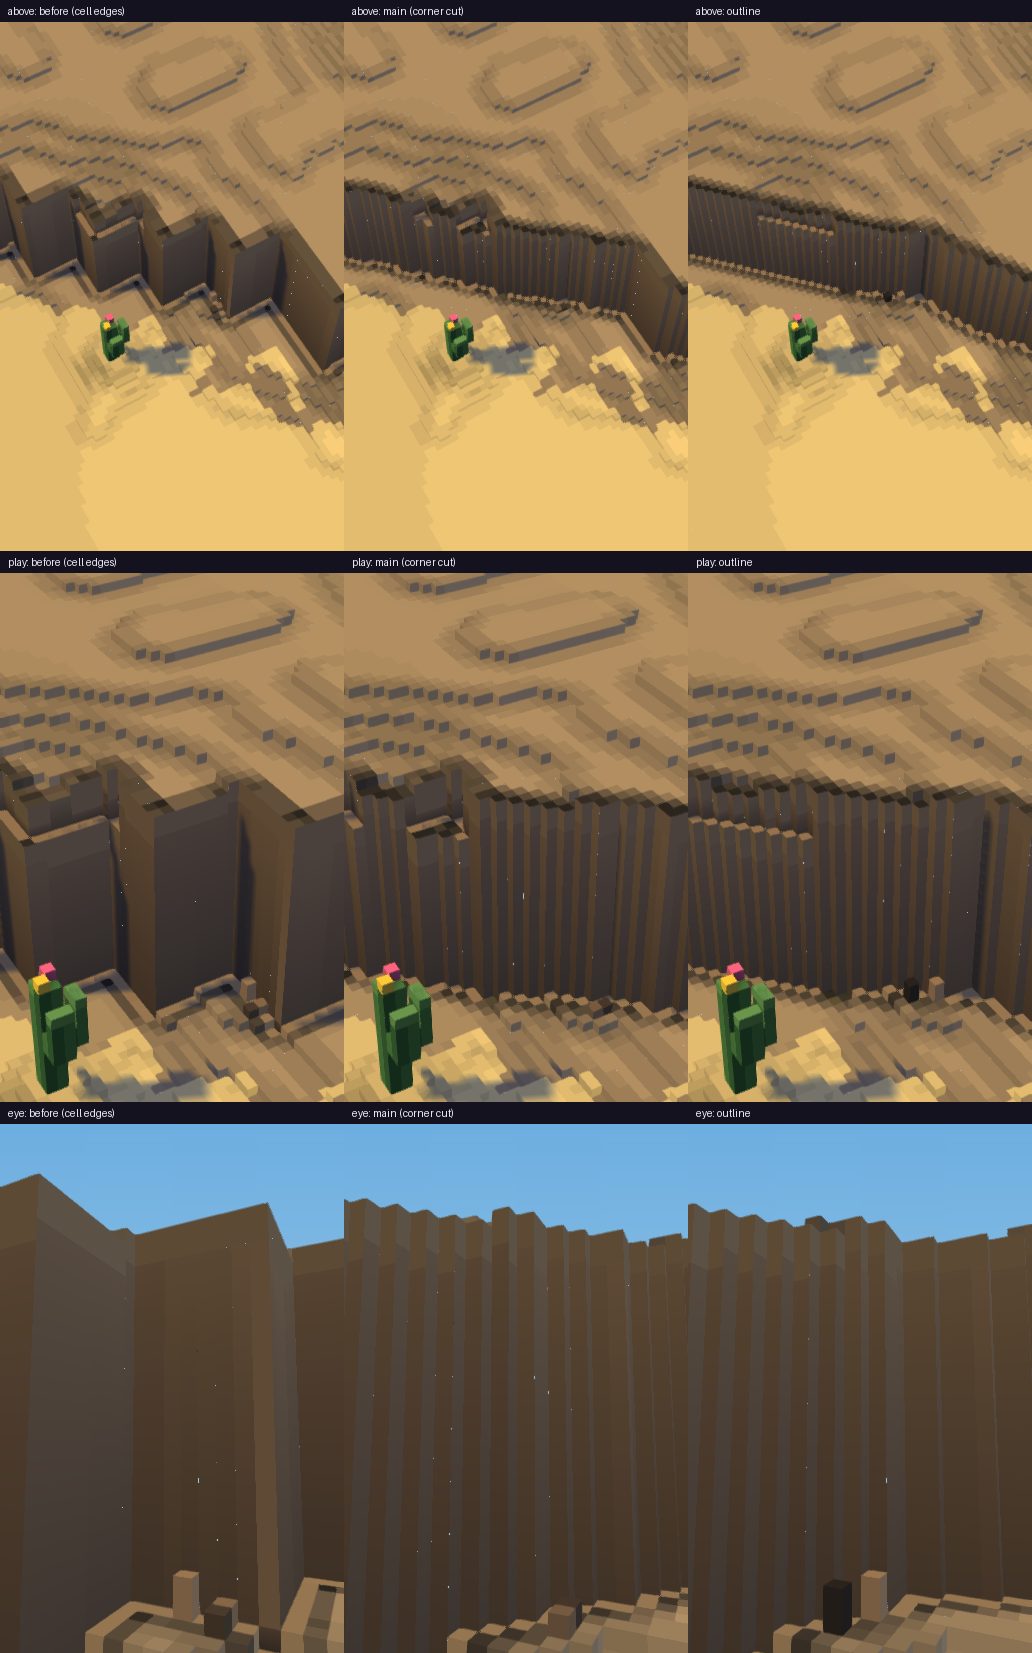 above: before (cell edges)
above: main (corner cut)
above: outline
play: before (cell edges)
play: main (corner cut)
play: outline
eye: before (cell edges)
eye: main (corner cut)
eye: outline